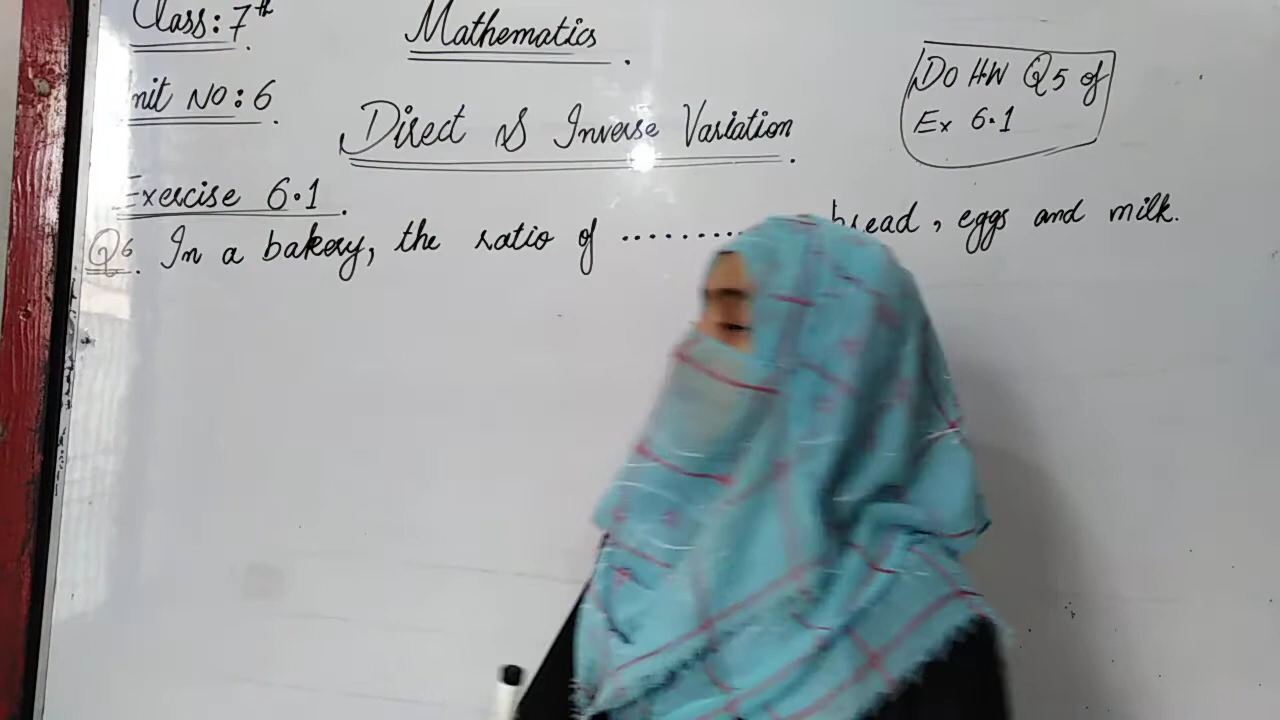 Class: 7th.
Mathematics.
Unit NO: 6.
DO HW Q5 of
Ex 6.1
Direct & Inverse Variation.
Exercise 6.1.
Q6. In a bakery, the ratio of ......... bread, eggs and milk.